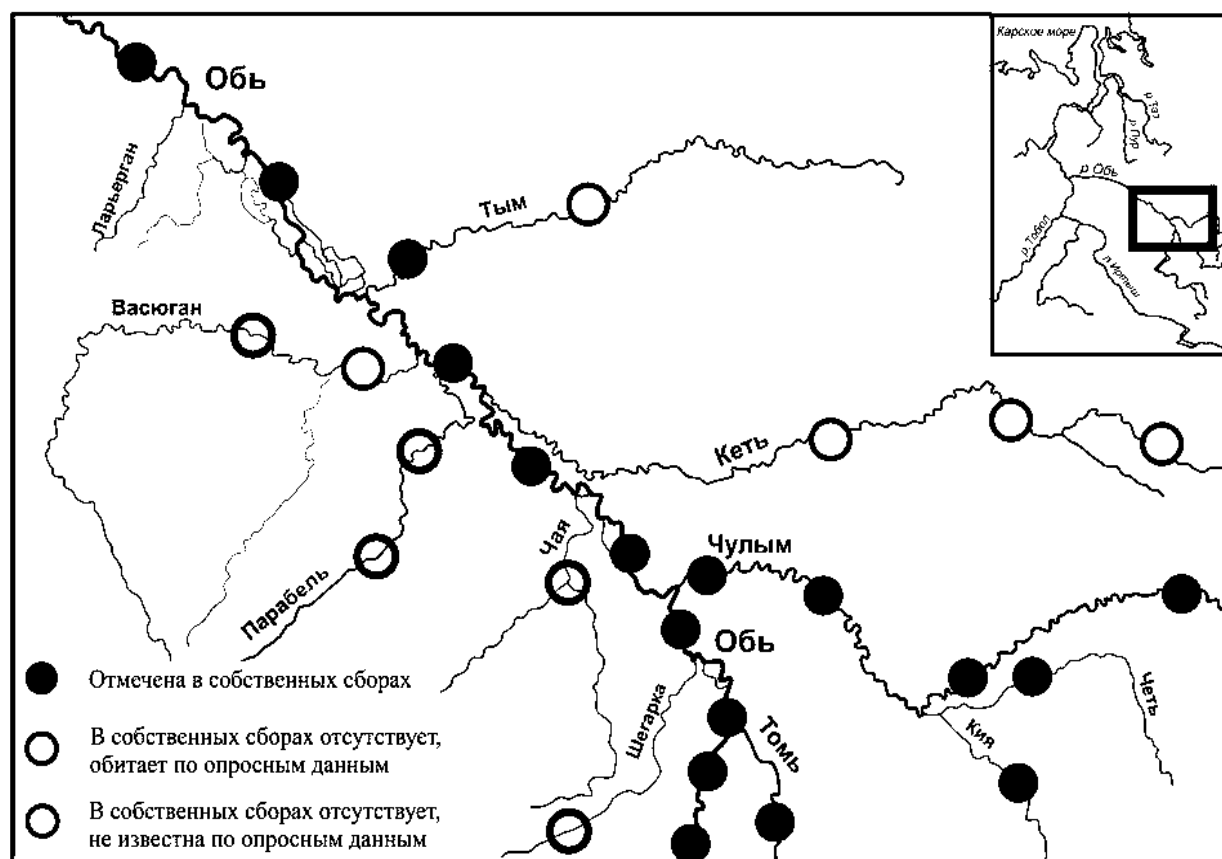 Обь
Ларьерган
Тым
Васюган
Кеть
Парабель
Чая
Чулым
Обь
Шегарка
Томь
Кия
Четь
Карское море
р. Таз
р. Пур
р. Обь
р. Тобол
р. Иртыш
Отмечена в собственных сборах
В собственных сборах отсутствует,
обитает по опросным данным
В собственных сборах отсутствует,
не известна по опросным данным